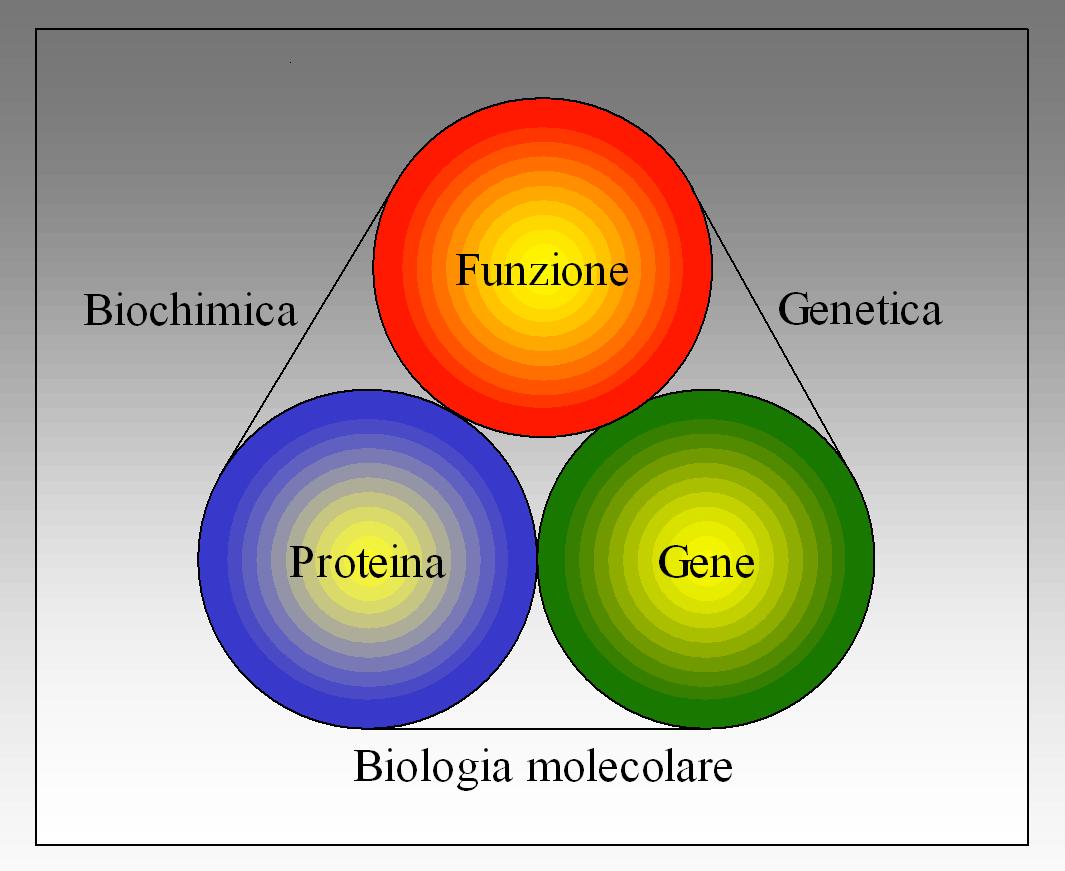 Funzione
Biochimica
Genetica
Proteina
Gene
Biologia molecolare